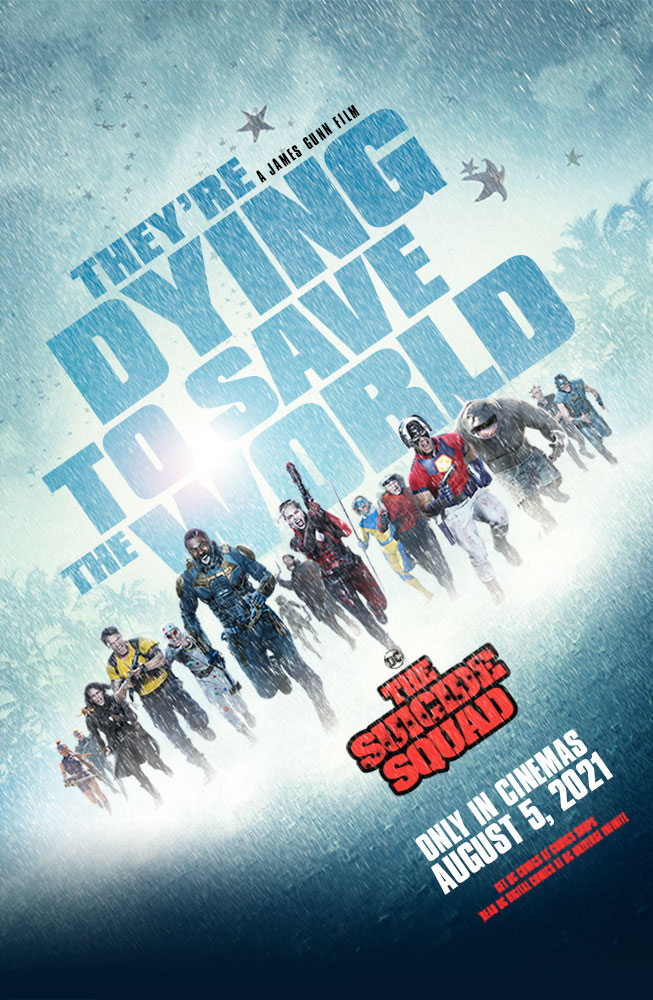 A JAMES GUNN FILM
THEY'RE
DYING
TO SAVE
THE WORLD
DC
THE
SUICIDE
SQUAD
ONLY IN CINEMAS
AUGUST 5, 2021
GET DC COMICS AT COMICS SHOPS
READ DC DIGITAL COMICS AT DC UNIVERSE INFINITE